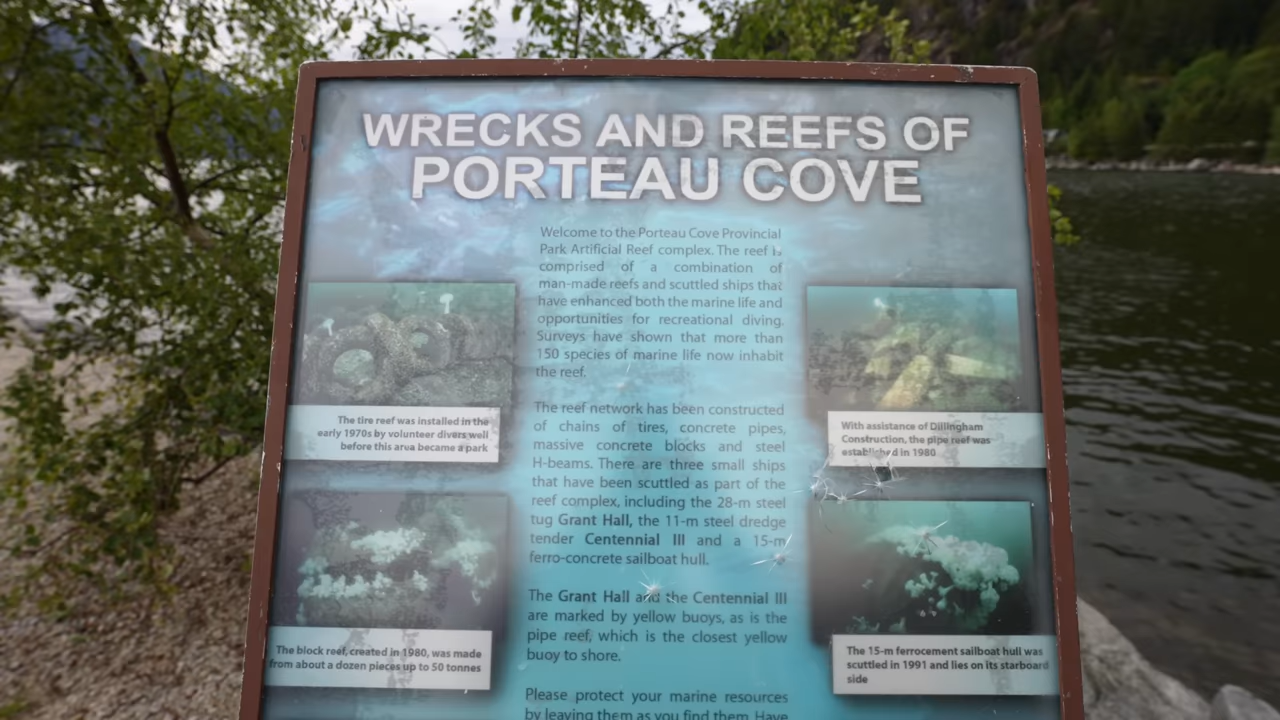 WRECKS AND REEFS OF
PORTEAU COVE
Welcome to the Porteau Cove Provincial
Park Artificial Reef complex. The reef is
comprised of a combination of
man-made reefs and scuttled ships that
have enhanced both the marine life and
opportunities for recreational diving.
Surveys have shown that more than
150 species of marine life now inhabit
the reef.
The reef network has been constructed
of chains of tires, concrete pipes,
massive concrete blocks and steel
H-beams. There are three small ships
that have been scuttled as part of the
reef complex, including the 28-m steel
tug Grant Hall, the 11-m steel dredge
tender Centennial III and a 15-m
ferro-concrete sailboat hull.
The Grant Hall and the Centennial III
are marked by yellow buoys, as is the
pipe reef, which is the closest yellow
buoy to shore.
Please protect your marine resources
by leaving them as you find them. Have
The tire reef was installed in the
early 1970s by volunteer divers well
before this area became a park
The block reef, created in 1980, was made
from about a dozen pieces up to 50 tonnes
With assistance of Dillingham
Construction, the pipe reef was
established in 1980
The 15-m ferrocement sailboat hull was
scuttled in 1991 and lies on its starboard
side